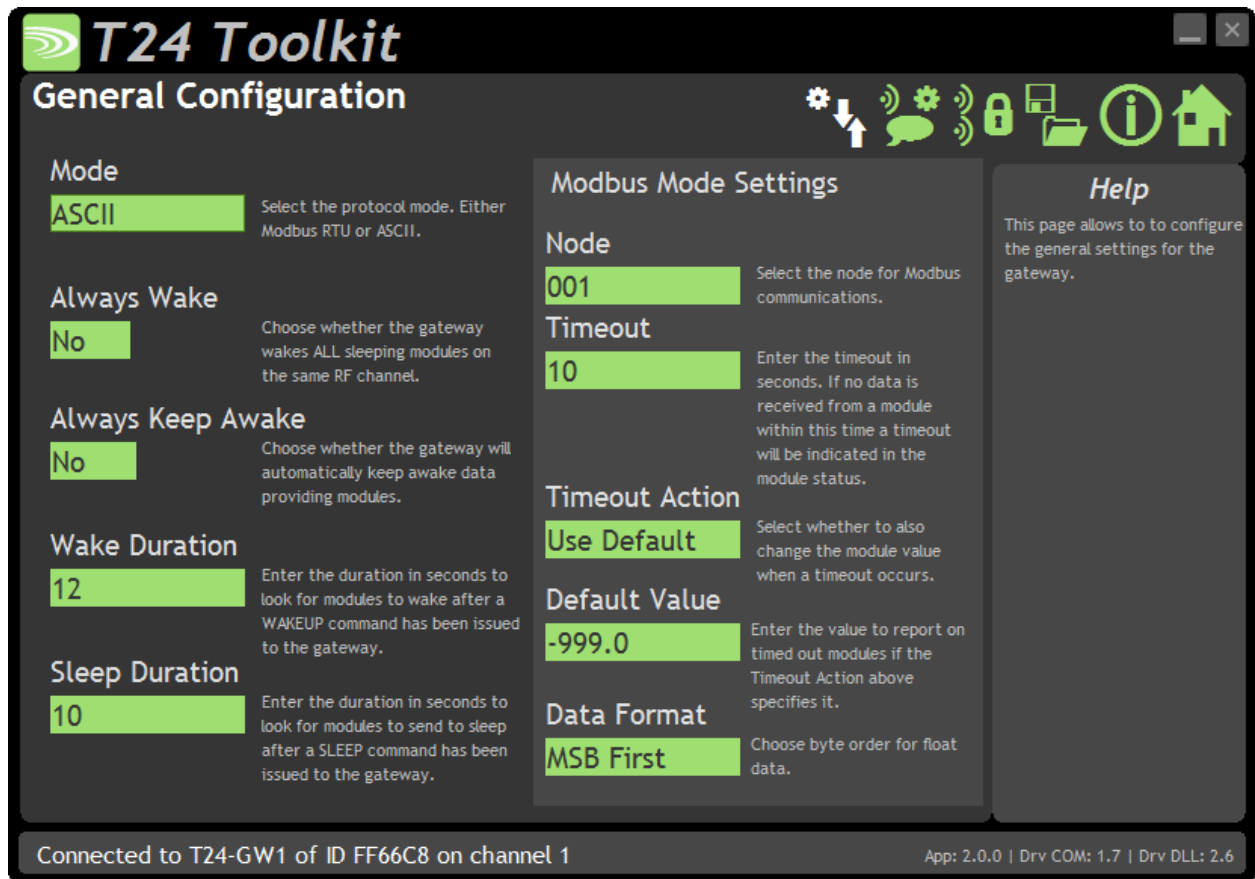 T24 Toolkit
General Configuration
Mode
ASCII
Select the protocol mode. Either
Modbus RTU or ASCII.
Always Wake
No
Choose whether the gateway
wakes ALL sleeping modules on
the same RF channel.
Always Keep Awake
No
Choose whether the gateway will
automatically keep awake data
providing modules.
Wake Duration
12
Enter the duration in seconds to
look for modules to wake after a
WAKEUP command has been issued
to the gateway.
Sleep Duration
10
Enter the duration in seconds to
look for modules to send to sleep
after a SLEEP command has been
issued to the gateway.
Modbus Mode Settings
Node
001
Select the node for Modbus
communications.
Timeout
10
Enter the timeout in
seconds. If no data is
received from a module
within this time a timeout
will be indicated in the
module status.
Timeout Action
Use Default
Select whether to also
change the module value
when a timeout occurs.
Default Value
-999.0
Enter the value to report on
timed out modules if the
Timeout Action above
specifies it.
Data Format
MSB First
Choose byte order for float
data.
Help
This page allows to to configure
the general settings for the
gateway.
Connected to T24-GW1 of ID FF66C8 on channel 1
App: 2.0.0 | Drv COM: 1.7 | Drv DLL: 2.6